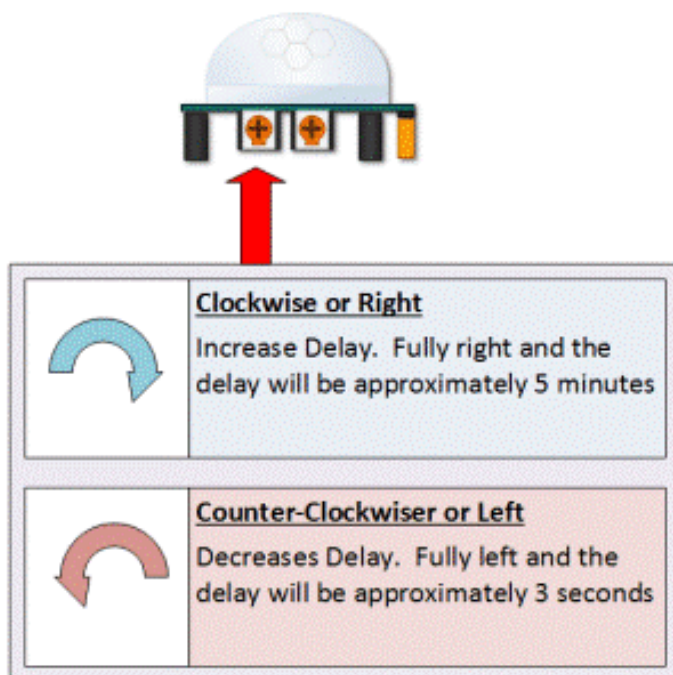 Clockwise or Right
Increase Delay.  Fully right and the
delay will be approximately 5 minutes
Counter-Clockwiser or Left
Decreases Delay.  Fully left and the
delay will be approximately 3 seconds